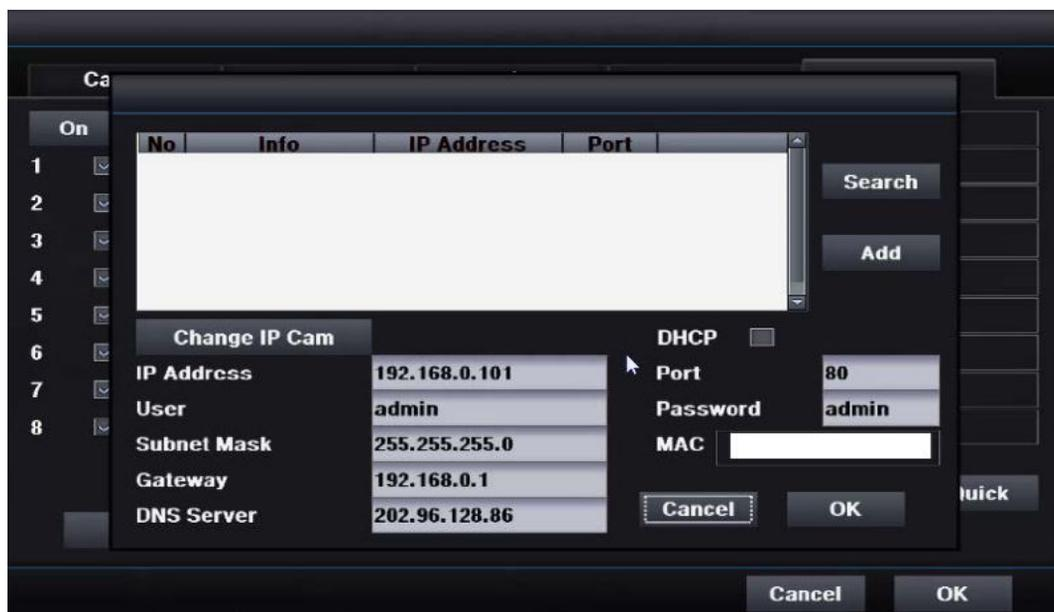 Ca
On
No Info IP Address Port
1
2
Search
3
Add
4
5
Change IP Cam DHCP
6
IP Address 192.168.0.101 Port 80
7
User admin Password admin
8
Subnet Mask 255.255.255.0 MAC
Gateway 192.168.0.1
uick
Cancel OK
DNS Server 202.96.128.86
Cancel OK